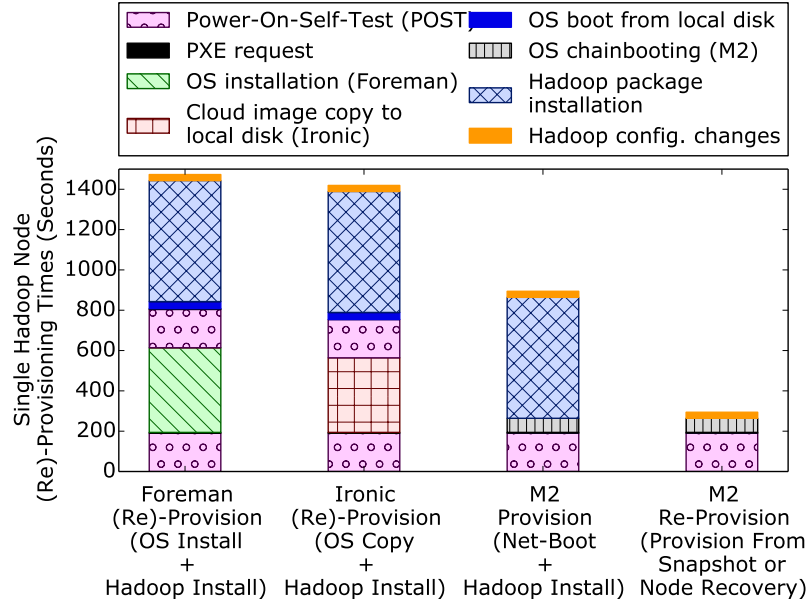 Power-On-Self-Test (POST)
PXE request
OS installation (Foreman)
Cloud image copy to
local disk (Ironic)
OS boot from local disk
OS chainbooting (M2)
Hadoop package
installation
Hadoop config. changes
Single Hadoop Node
(Re)-Provisioning Times (Seconds)
1400
1200
1000
800
600
400
200
0
Foreman
(Re)-Provision
(OS Install
+
Hadoop Install)
Ironic
(Re)-Provision
(OS Copy
+
Hadoop Install)
M2
Provision
(Net-Boot
+
Hadoop Install)
M2
Re-Provision
(Provision From
Snapshot or
Node Recovery)